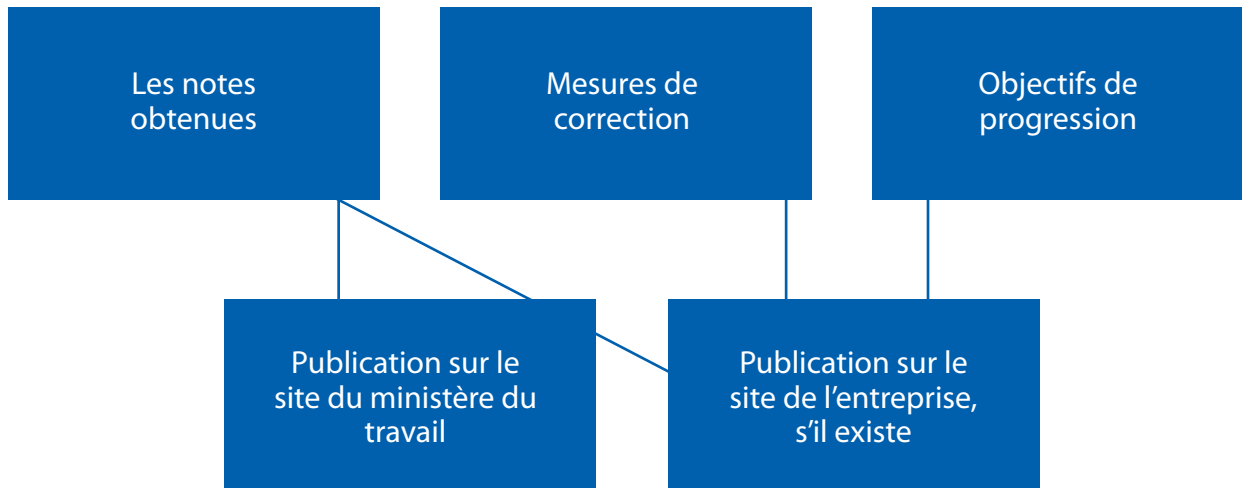 Les notes
obtenues
Mesures de
correction
Objectifs de
progression
Publication sur le
site du ministère du
travail
Publication sur le
site de l’entreprise,
s’il existe